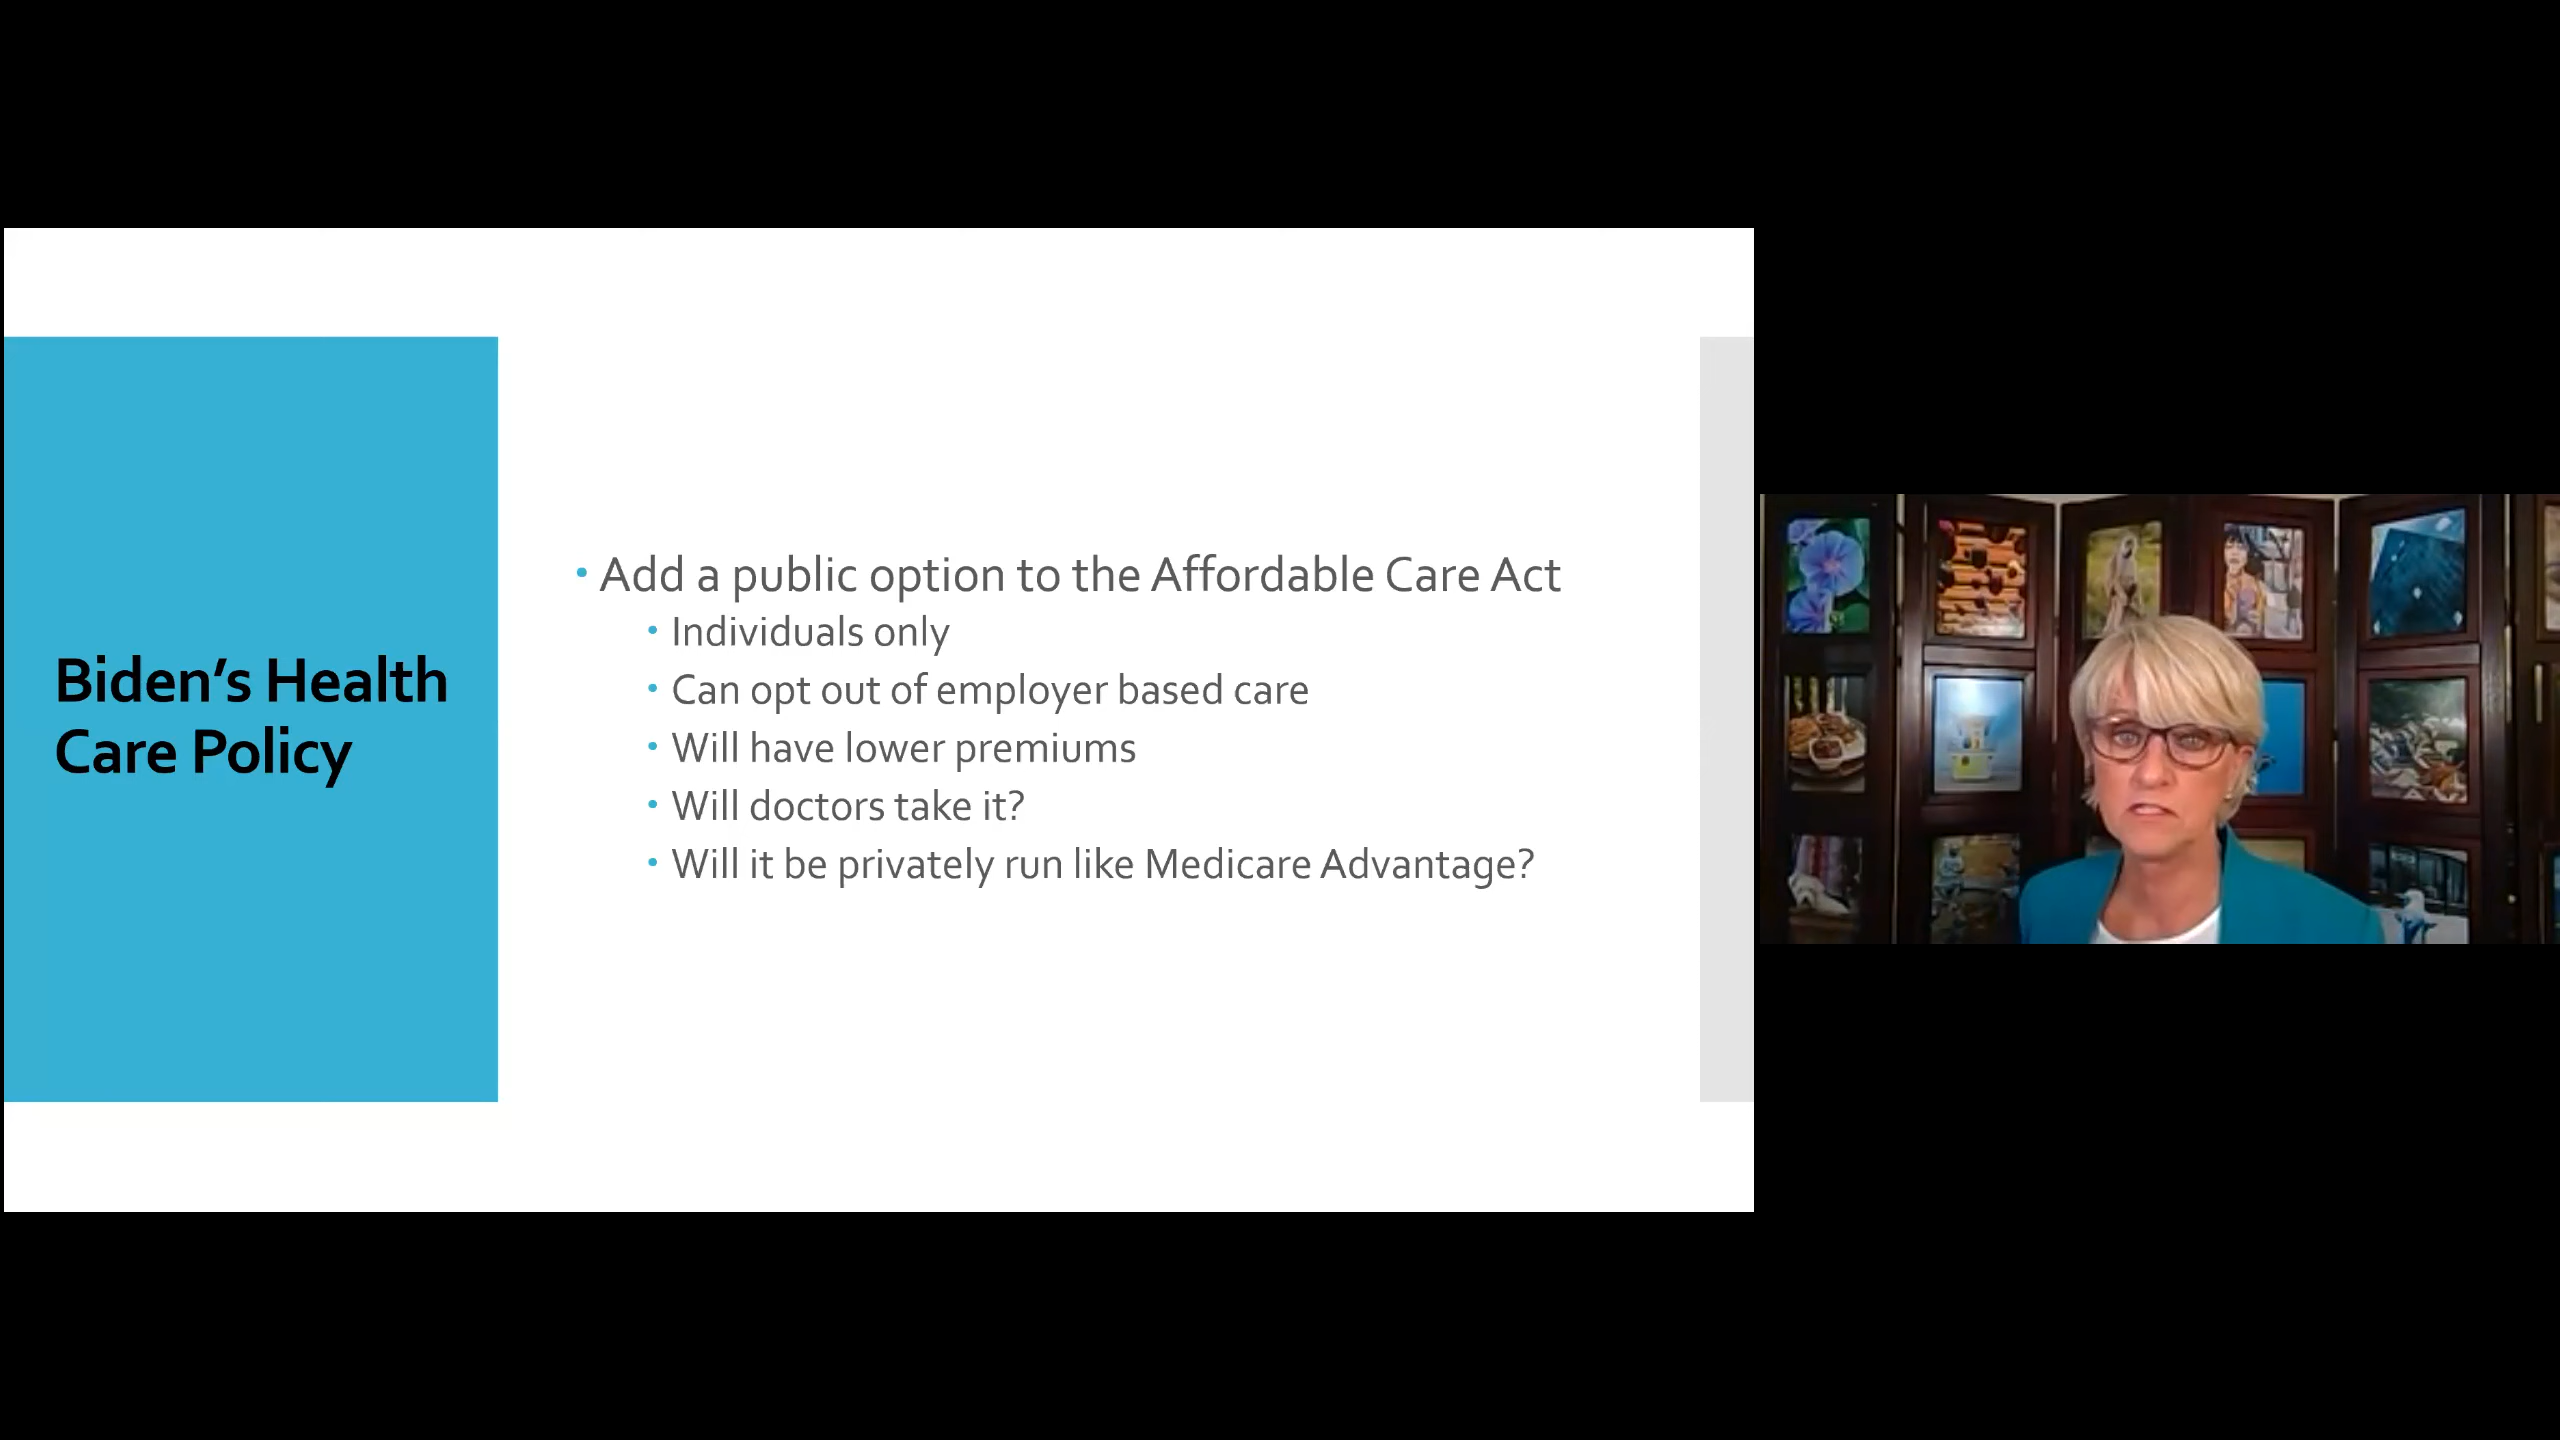 Biden’s Health
Care Policy
• Add a public option to the Affordable Care Act
• Individuals only
• Can opt out of employer based care
• Will have lower premiums
• Will doctors take it?
• Will it be privately run like Medicare Advantage?